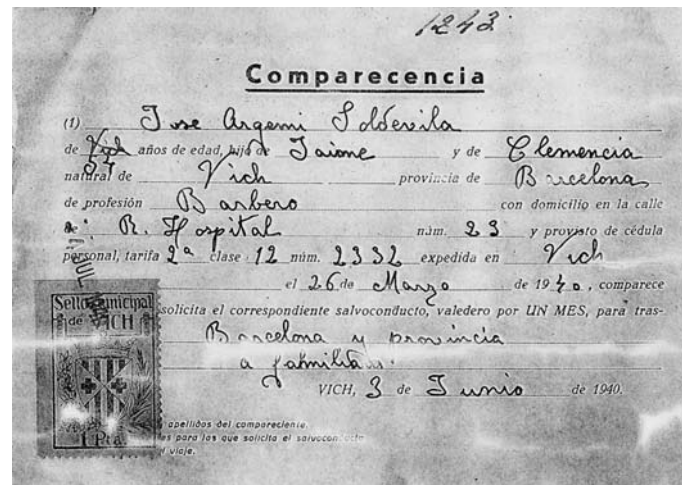 1243.
Comparecencia
(1) Jose Argemi Soldevila
de Vich años de edad, hijo de Jaime y de Clemencia
natural de Vich provincia de Barcelona
de profesión Barbero con domicilio en la calle
de R. Hospital núm. 23 y provisto de cédula
personal, tarifa 2ª clase 12 núm. 2332 expedida en Vich
el 26 de Marzo de 1940, comparece
solicita el correspondiente salvoconducto, valedero por UN MES, para tras-
Barcelona y provincia
a familia
VICH, 3 de Junio de 1940.
Sello municipal
de VICH
1 Pta.
apellidos del compareciente.
es para los que solicita el salvoconducto
l viaje.